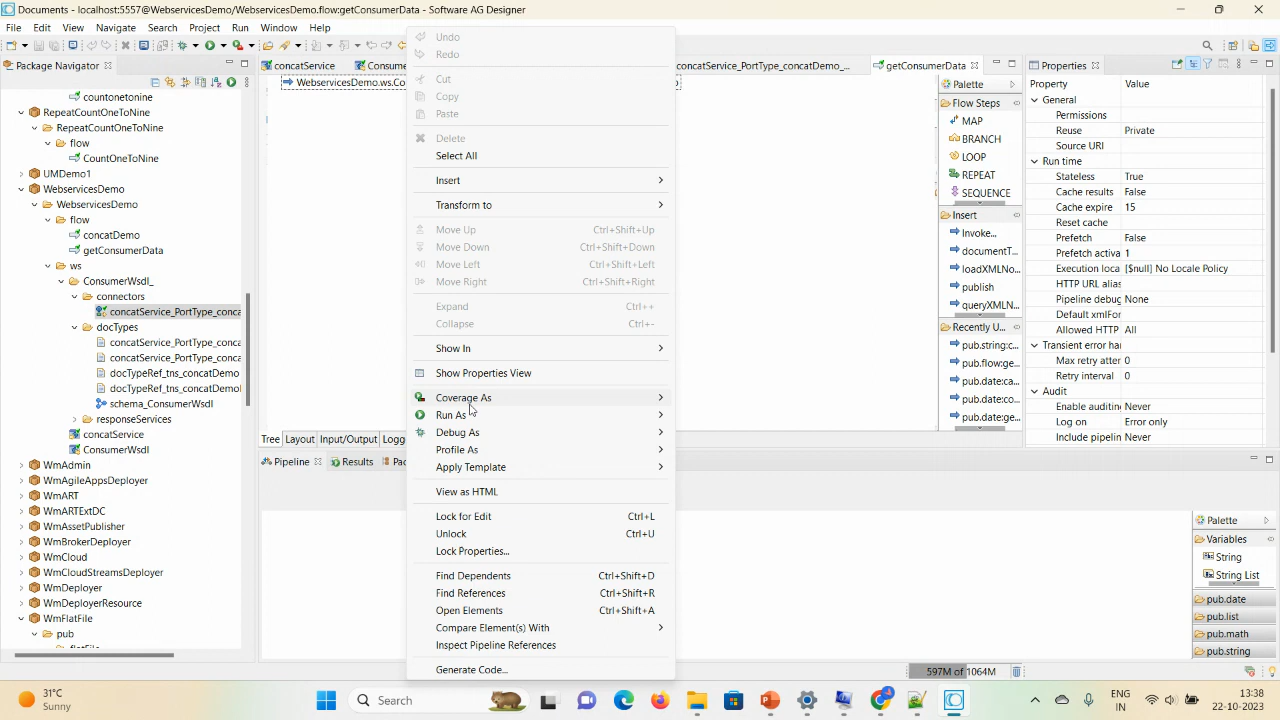 Documents - localhost:5557@WebservicesDemo/WebservicesDemo.flow:getConsumerData - Software AG Designer
File Edit View Navigate Search Project Run Window Help
Package Navigator
countonetonine
RepeatCountOneToNine
RepeatCountOneToNine
flow
CountOneToNine
UMDemo1
WebservicesDemo
WebservicesDemo
flow
concatDemo
getConsumerData
ws
ConsumerWsdl_
connectors
concatService_PortType_conca
docTypes
concatService_PortType_conca
concatService_PortType_conca
docTypeRef_tns_concatDemo
docTypeRef_tns_concatDemo
schema_ConsumerWsdl
responseServices
concatService
ConsumerWsdl
WmAdmin
WmAgileAppsDeployer
WmART
WmARTExtDC
WmAssetPublisher
WmBrokerDeployer
WmCloud
WmCloudStreamsDeployer
WmDeployer
WmDeployerResource
WmFlatFile
pub
concatService
Consume
concatService_PortType_concatDemo_...
getConsumerData
WebservicesDemo.ws.Co
Tree Layout Input/Output Logg
Pipeline Results Pac
Undo
Redo
Cut
Copy
Paste
Delete
Select All
Insert
Transform to
Move Up Ctrl+Shift+Up
Move Down Ctrl+Shift+Down
Move Left Ctrl+Shift+Left
Move Right Ctrl+Shift+Right
Expand Ctrl++
Collapse Ctrl+-
Show In
Show Properties View
Coverage As
Run As
Debug As
Profile As
Apply Template
View as HTML
Lock for Edit Ctrl+L
Unlock Ctrl+U
Lock Properties...
Find Dependents Ctrl+Shift+D
Find References Ctrl+Shift+R
Open Elements Ctrl+Shift+A
Compare Element(s) With
Inspect Pipeline References
Generate Code...
Palette
Flow Steps
MAP
BRANCH
LOOP
REPEAT
SEQUENCE
Insert
Invoke...
documentT...
loadXMLNo...
publish
queryXMLN...
Recently U...
pub.string:c...
pub.flow:ge...
pub.date:ca...
pub.date:co...
pub.date:ge...
Properties
Property Value
General
Permissions
Reuse Private
Source URI
Run time
Stateless True
Cache results False
Cache expire 15
Reset cache
Prefetch False
Prefetch activa 1
Execution loca [$null] No Locale Policy
HTTP URL alias
Pipeline debug None
Default xmlFor
Allowed HTTP All
Transient error har
Max retry atter 0
Retry interval 0
Audit
Enable auditing Never
Log on Error only
Include pipelin Never
Palette
Variables
String
String List
pub.date
pub.list
pub.math
pub.string
597M of 1064M
31°C
Sunny
Search
ENG
IN
13:38
22-10-2023